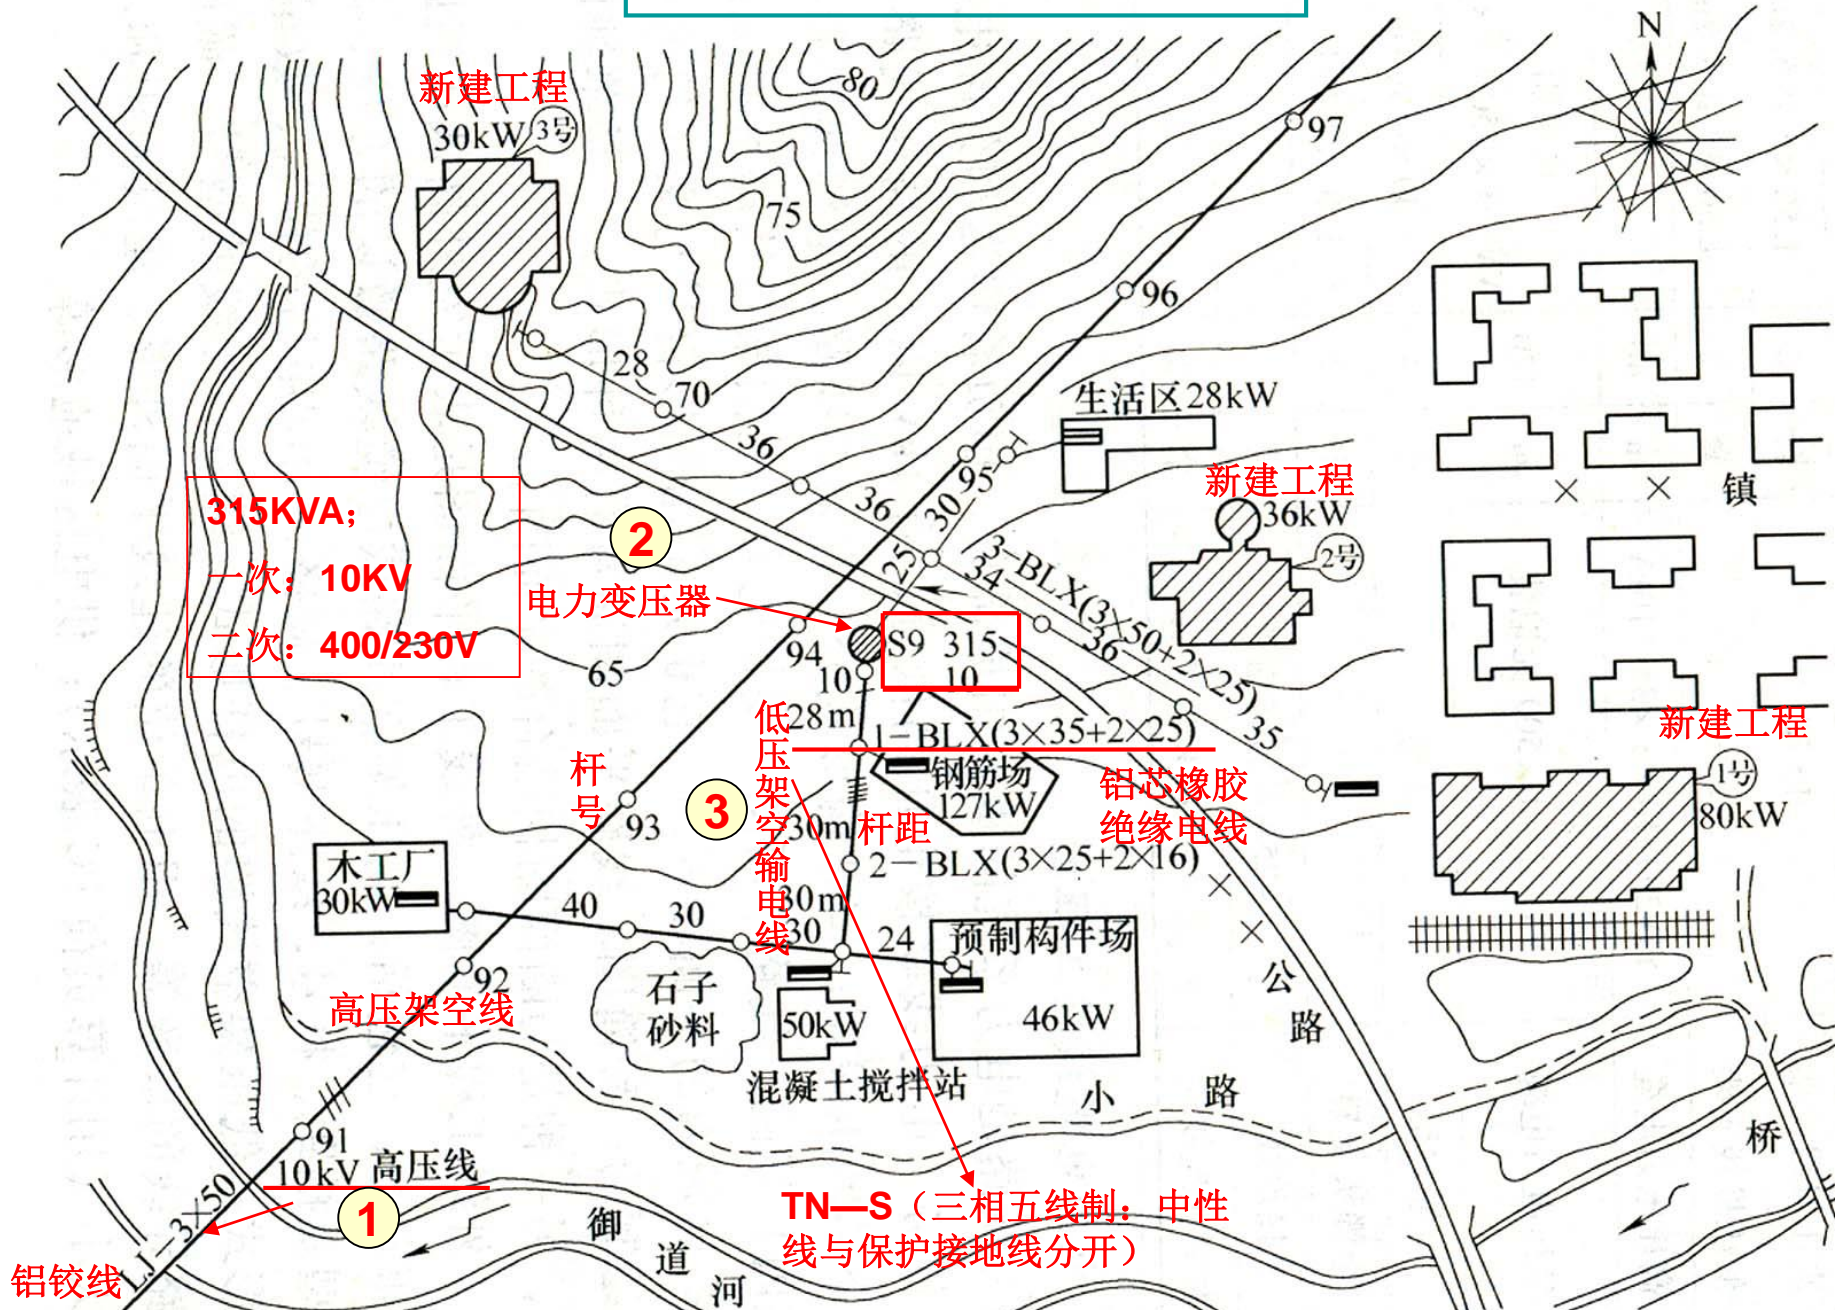 N
80
新建工程
30kW
3号
97
75
96
28
70
生活区28kW
36
95
新建工程
36kW
镇
36
30
315KVA；
2
3-BLX(3×50+2×25)
2号
25
34
一次：10KV
电力变压器
二次：400/230V
94
S9 315
10
36
65
10
低压架空输电线
28m
1-BLX(3×35+2×25)
35
新建工程
杆号
钢筋场
127kW
铝芯橡胶
绝缘电线
1号
80kW
3
93
30m
杆距
木工厂
30kW
2-BLX(3×25+2×16)
40
30
30m
30
24
预制构件场
92
石子
砂料
50kW
46kW
公路
高压架空线
混凝土搅拌站
小路
91
10kV 高压线
桥
LJ-3×50
1
御道河
TN—S（三相五线制：中性
线与保护接地线分开）
铝铰线